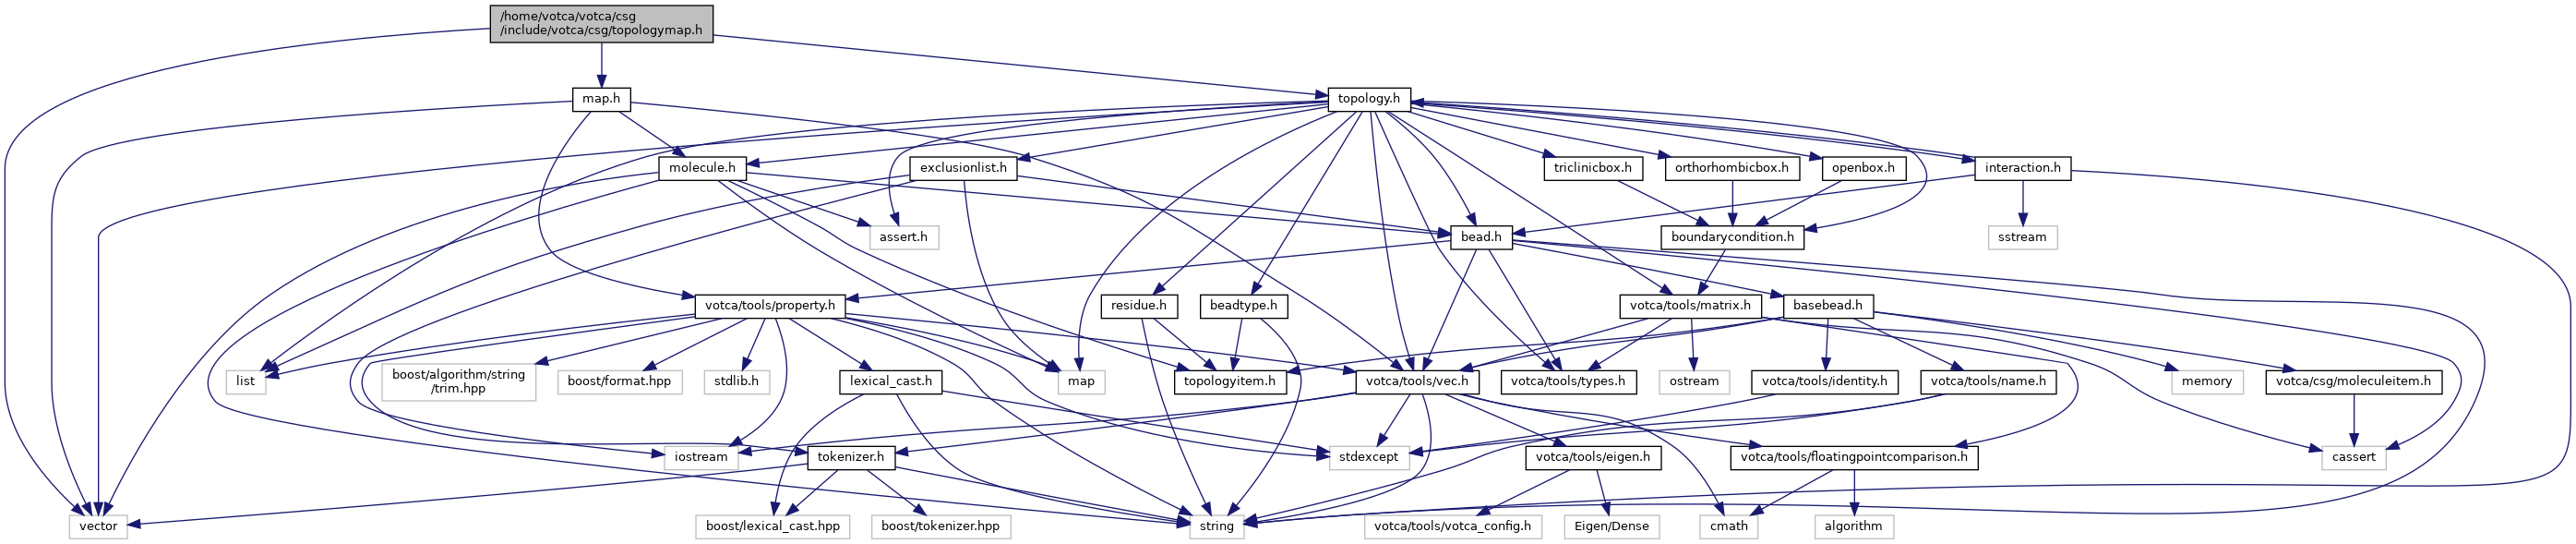 /home/votca/votca/csg
/include/votca/csg/topologymap.h
map.h
topology.h
molecule.h
exclusionlist.h
triclinicbox.h
orthorhombicbox.h
openbox.h
interaction.h
assert.h
bead.h
boundarycondition.h
sstream
votca/tools/property.h
residue.h
beadtype.h
votca/tools/matrix.h
basebead.h
list
boost/algorithm/string
/trim.hpp
boost/format.hpp
stdlib.h
lexical_cast.h
map
topologyitem.h
votca/tools/vec.h
votca/tools/types.h
ostream
votca/tools/identity.h
votca/tools/name.h
memory
votca/csg/moleculeitem.h
iostream
tokenizer.h
stdexcept
votca/tools/eigen.h
votca/tools/floatingpointcomparison.h
cassert
vector
boost/lexical_cast.hpp
boost/tokenizer.hpp
string
votca/tools/votca_config.h
Eigen/Dense
cmath
algorithm